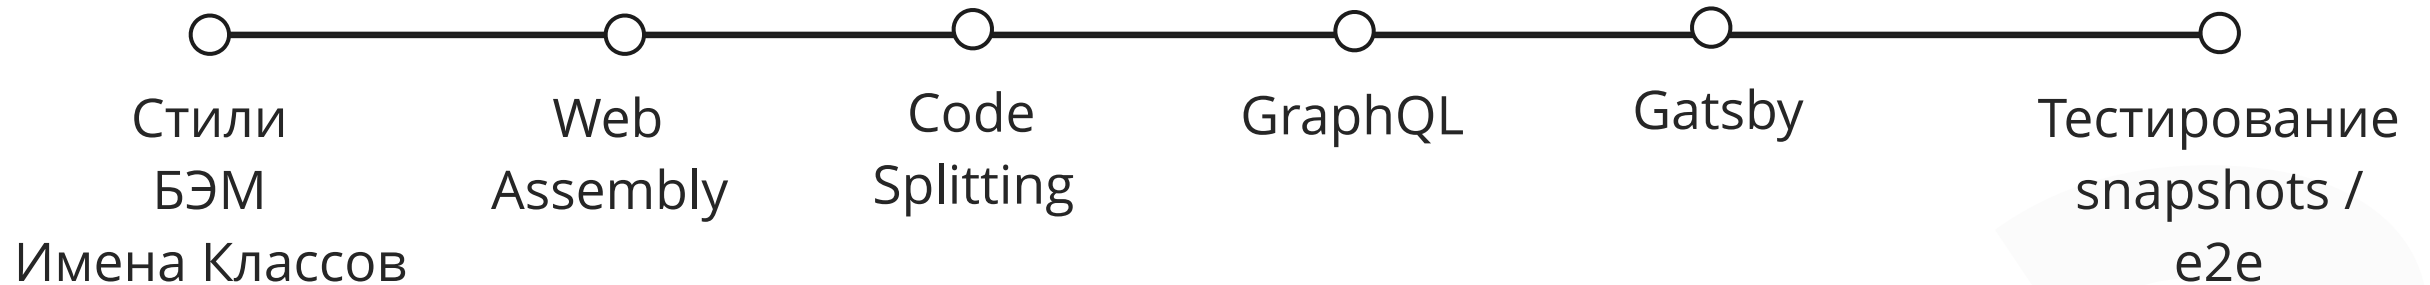 Стили
БЭМ
Имена Классов
Web
Assembly
Code
Splitting
GraphQL
Gatsby
Тестирование
snapshots /
e2e